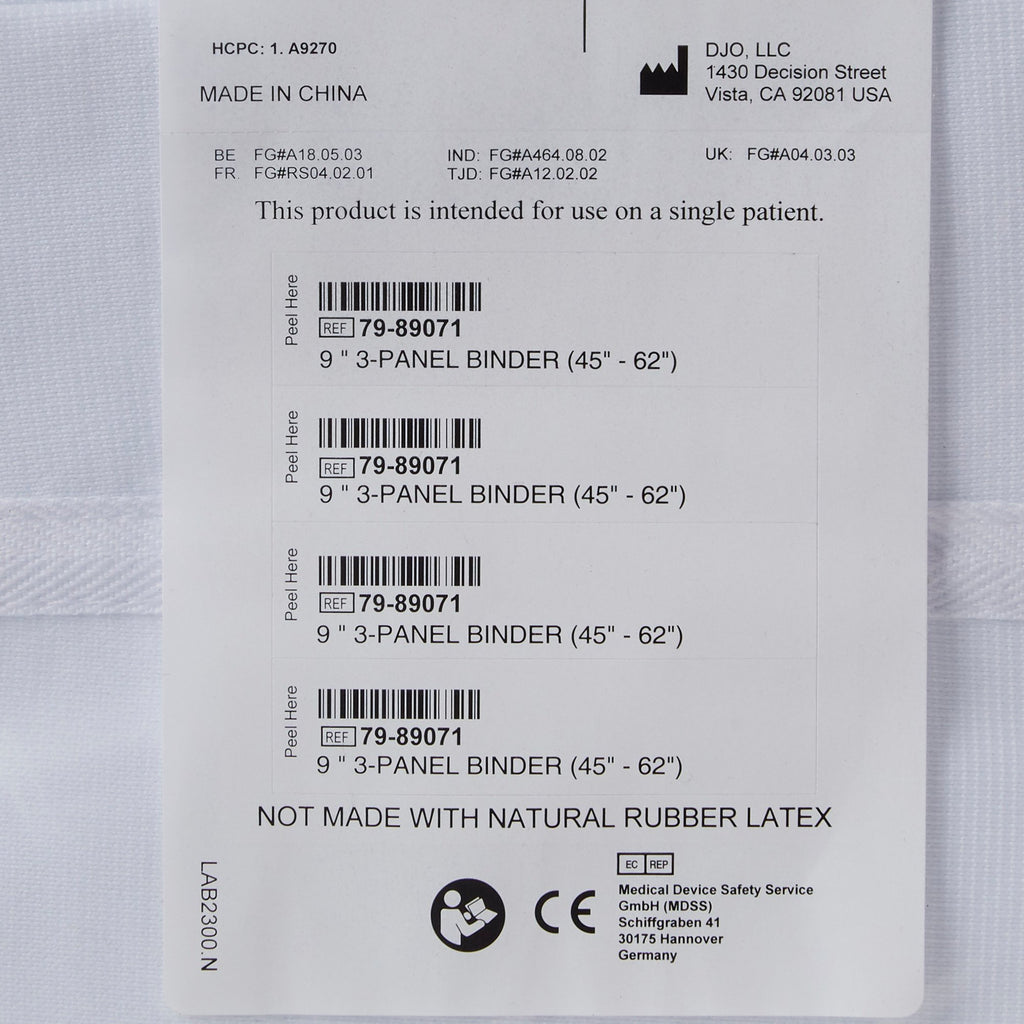 HCPC: 1. A9270
MADE IN CHINA
DJO, LLC
1430 Decision Street
Vista, CA 92081 USA
BE FG#A18.05.03
FR. FG#RS04.02.01
IND: FG#A464.08.02
TJD: FG#A12.02.02
UK: FG#A04.03.03
This product is intended for use on a single patient.
Peel Here
REF 79-89071
9 " 3-PANEL BINDER (45" - 62")
Peel Here
REF 79-89071
9 " 3-PANEL BINDER (45" - 62")
Peel Here
REF 79-89071
9 " 3-PANEL BINDER (45" - 62")
Peel Here
REF 79-89071
9 " 3-PANEL BINDER (45" - 62")
NOT MADE WITH NATURAL RUBBER LATEX
LAB2300.N
CE
EC REP
Medical Device Safety Service
GmbH (MDSS)
Schiffgraben 41
30175 Hannover
Germany